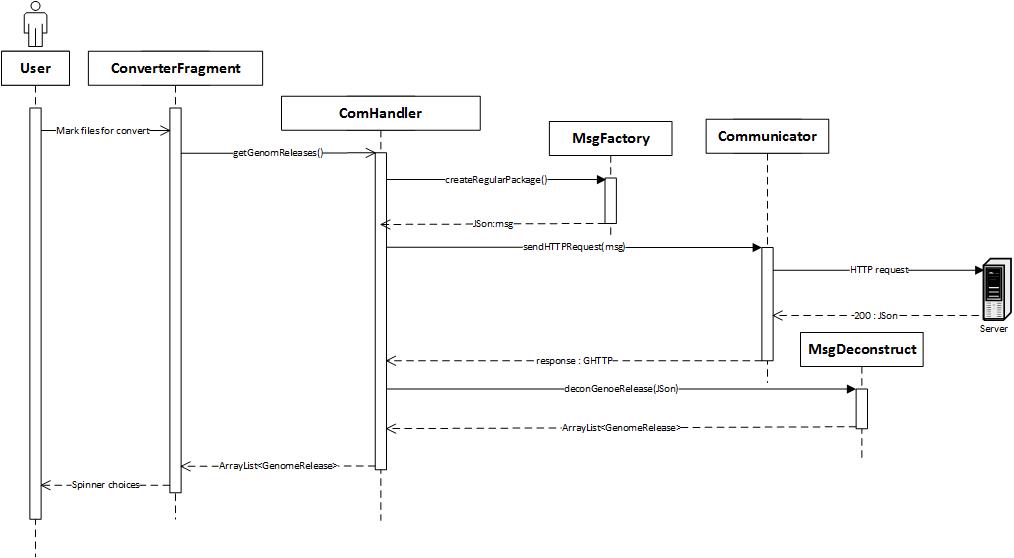 User
ConverterFragment
ComHandler
MsgFactory
Communicator
Mark files for convert
getGenomReleases()
createRegularPackage()
JSon:msg
sendHTTPRequest(msg)
HTTP request
200 : JSon
Server
MsgDeconstruct
response : GHTTP
deconGenoeRelease(JSon)
ArrayList<GenomeRelease>
ArrayList<GenomeRelease>
Spinner choices